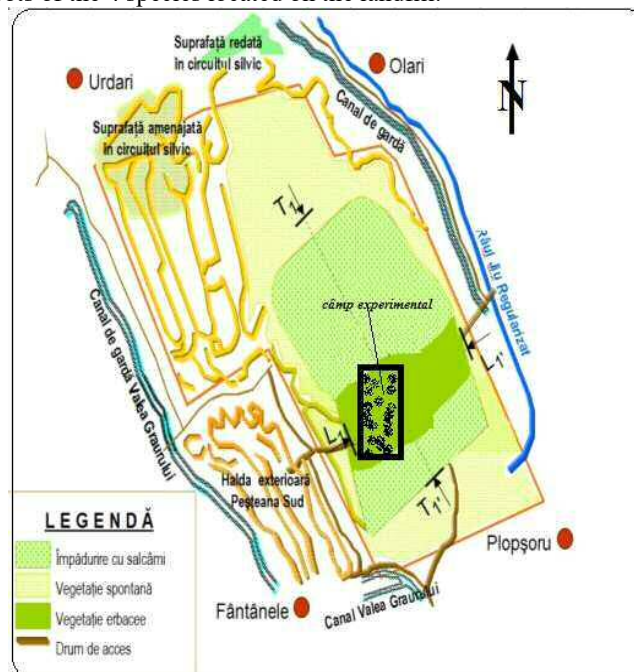 Suprafață redată
în circuitul silvic
Olari
Urdari
Canal de gardă
N
Suprafață amenajată
în circuitul silvic
T₁
câmp experimental
Râul Jiu Regularizat
Canal de gardă Valea Graurului
L₁'
L₁
Halda exterioară
Peșteana Sud
T₁'
LEGENDĂ
Împădurire cu salcâmi
Vegetație spontană
Vegetație erbacee
Drum de acces
Plopșoru
Fântânele
Canal Valea Graurului